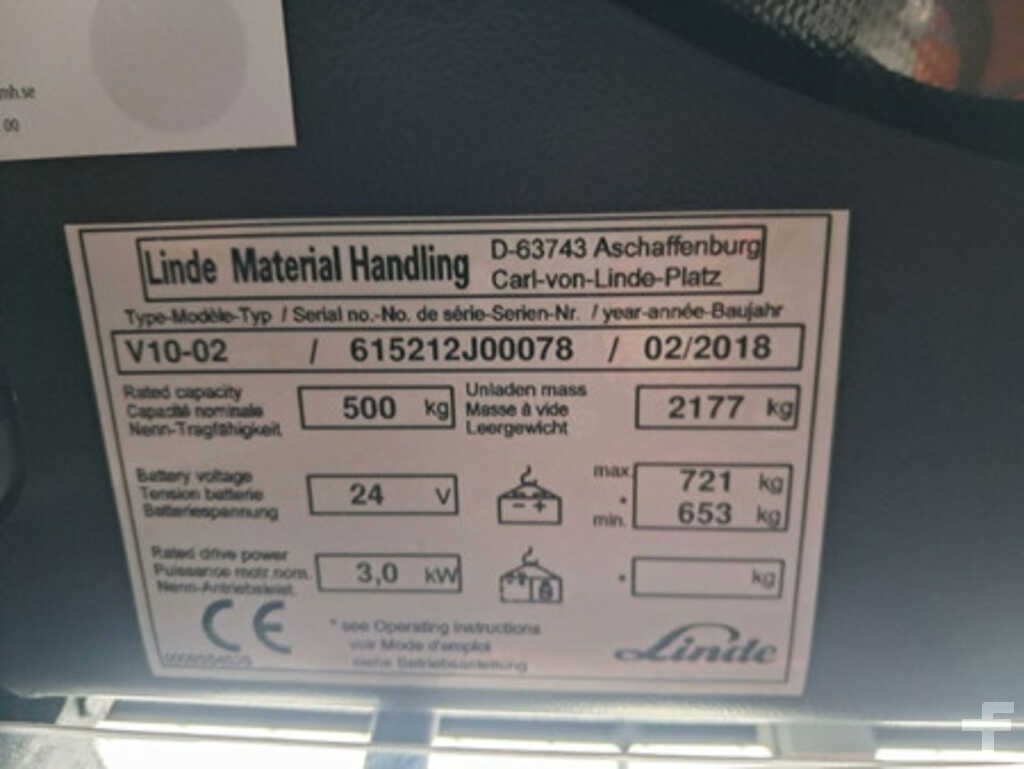 mh.se
00
Linde Material Handling
D-63743 Aschaffenburg
Carl-von-Linde-Platz
Type-Modèle-Typ / Serial no.-No. de série-Serien-Nr. / year-année-Baujahr
V10-02 / 615212J00078 / 02/2018
Rated capacity
Capacité nominale
Nenn-Tragfähigkeit
500 kg
Unladen mass
Masse à vide
Leergewicht
2177 kg
Battery voltage
Tension batterie
Batteriespannung
24 V
- +
max.
*
min.
721 kg
653 kg
Rated drive power
Puissance motr.nom.
Nenn-Antriebsleist.
3,0 kW
* kg
CE
* see Operating instructions
voir Mode d'emploi
siehe Betriebsanleitung
Linde